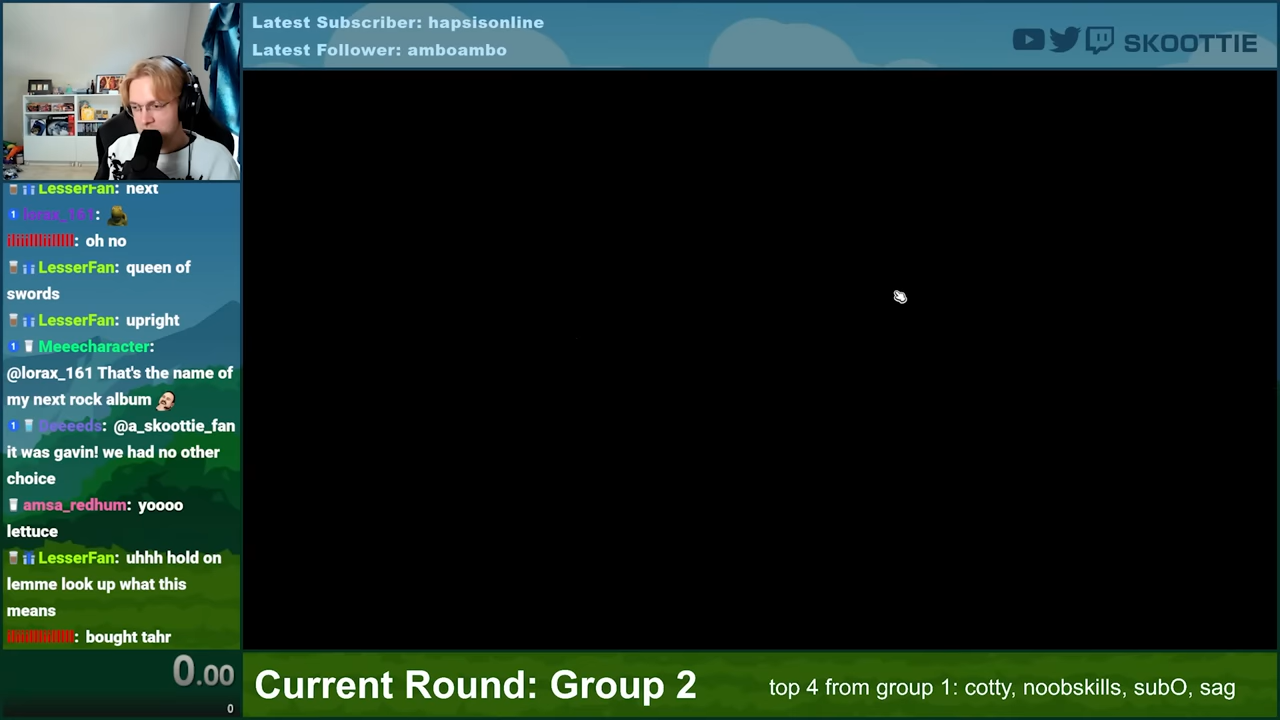 Latest Subscriber: hapsisonline
Latest Follower: amboambo
SKOOTTIE
LesserFan: next
lorax_161:
: oh no
LesserFan: queen of
swords
LesserFan: upright
Meeecharacter:
@lorax_161 That's the name of
my next rock album
Deeeeds: @a_skoottie_fan
it was gavin! we had no other
choice
amsa_redhum: yoooo
lettuce
LesserFan: uhhh hold on
lemme look up what this
means
: bought tahr
0.00
0
Current Round: Group 2
top 4 from group 1: cotty, noobskills, subO, sag